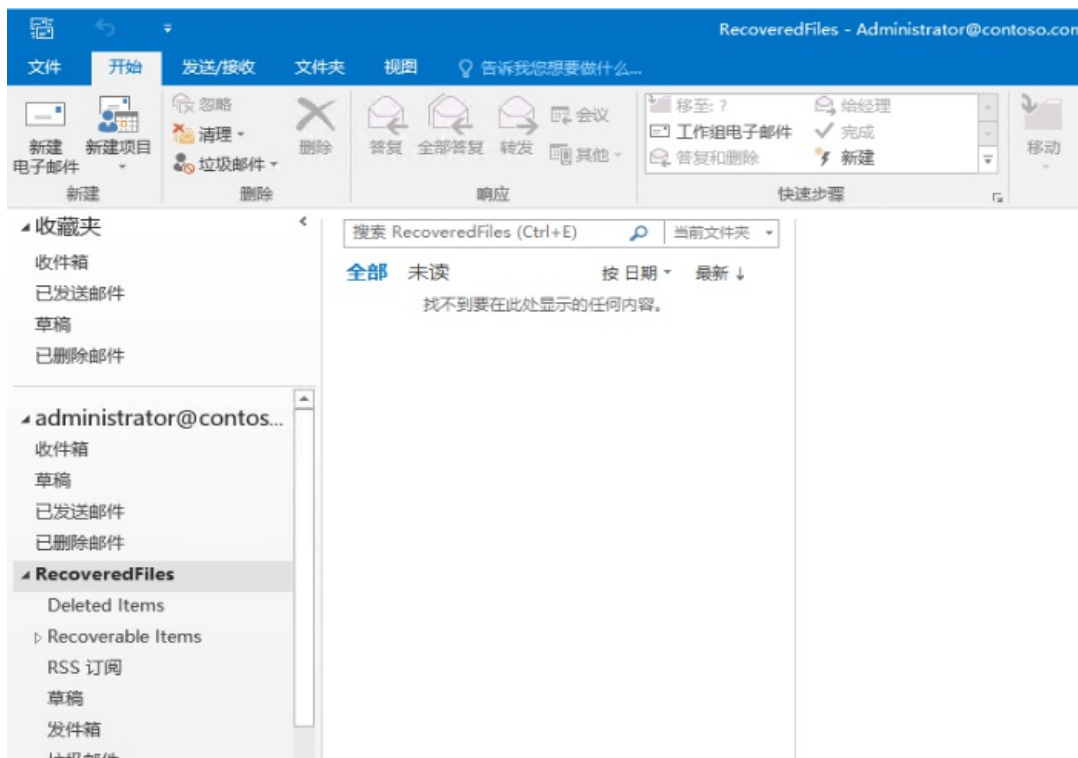 RecoveredFiles - Administrator@contoso.com
文件 开始 发送/接收 文件夹 视图 告诉我您想要做什么...
新建
电子邮件
新建项目
新建
忽略
清理
垃圾邮件
删除
删除
答复 全部答复 转发
会议
其他
响应
移至: ? 给经理
工作组电子邮件 完成
答复和删除 新建
快速步骤
移动
收藏夹
收件箱
已发送邮件
草稿
已删除邮件
administrator@contos...
收件箱
草稿
已发送邮件
已删除邮件
RecoveredFiles
Deleted Items
Recoverable Items
RSS 订阅
草稿
发件箱
搜索 RecoveredFiles (Ctrl+E) 当前文件夹
全部 未读 按 日期 最新 ↓
找不到要在此处显示的任何内容。